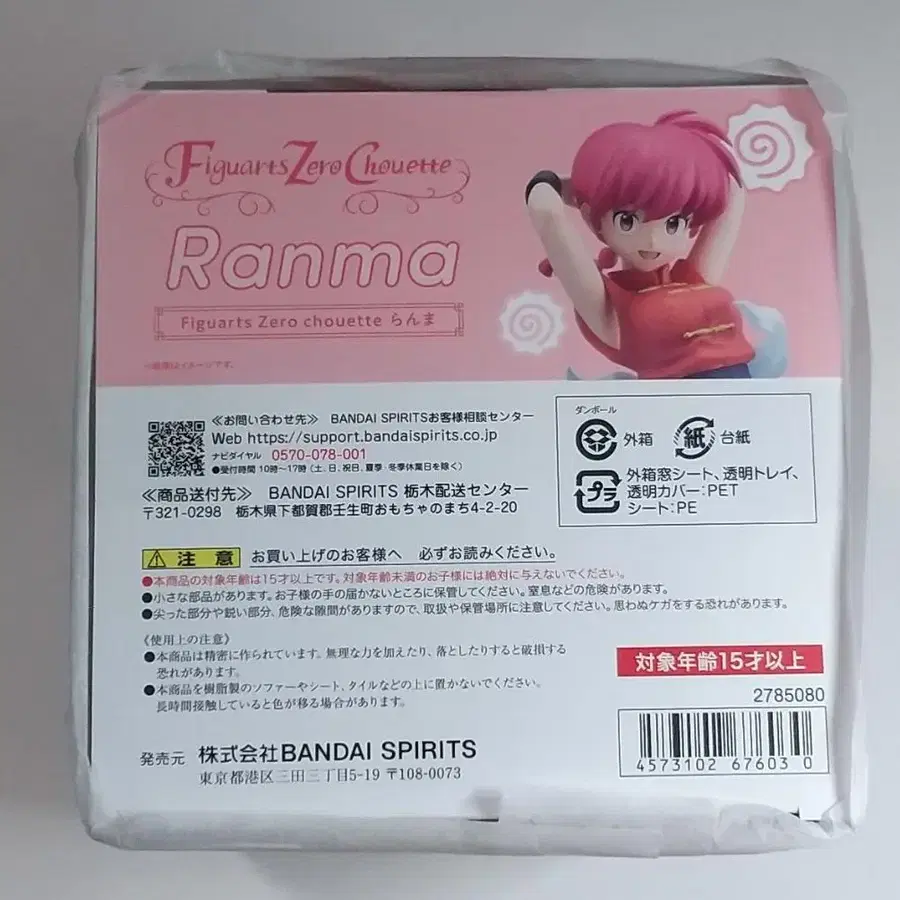 Figuarts Zero Chouette
Ranma
Figuarts Zero chouette らんま
※画像はイメージです。
≪お問い合わせ先≫ BANDAI SPIRITSお客様相談センター
Web https://support.bandaispirits.co.jp
ナビダイヤル 0570-078-001
●受付時間 10時～17時(土、日、祝日、夏季・冬季休業日を除く)
≪商品送付先≫ BANDAI SPIRITS 栃木配送センター
〒321-0298 栃木県下都賀郡壬生町おもちゃのまち4-2-20
ダンボール
外箱
紙
台紙
プラ
外箱窓シート、透明トレイ、
透明カバー:PET
シート:PE
注意 お買い上げのお客様へ 必ずお読みください。
●本商品の対象年齢は15才以上です。対象年齢未満のお子様には絶対に与えないでください。
●小さな部品があります。お子様の手の届かないところに保管してください。窒息などの危険があります。
●尖った部分や鋭い部分、危険な隙間がありますので、取扱や保管場所に注意してください。思わぬケガをする恐れがあります。
《使用上の注意》
●本商品は精密に作られています。無理な力を加えたり、落としたりすると破損する
恐れがあります。
●本商品を樹脂製のソファーやシート、タイルなどの上に置かないでください。
長時間接触していると色が移る場合があります。
対象年齢15才以上
2785080
4573102 67603 0
発売元 株式会社BANDAI SPIRITS
東京都港区三田三丁目5-19 〒108-0073